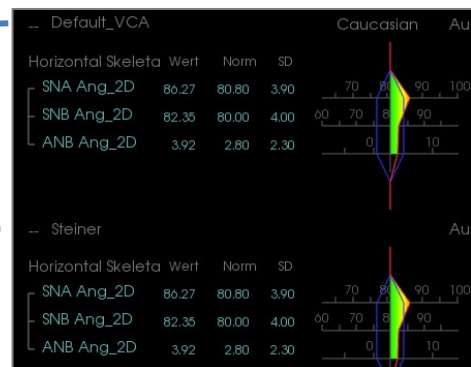 -- Default_VCA Caucasian Au
Horizontal Skeleta Wert Norm SD
SNA Ang_2D 86.27 80.80 3.90 70 80 90 100
SNB Ang_2D 82.35 80.00 4.00 60 70 80 90
ANB Ang_2D 3.92 2.80 2.30 0 10
-- Steiner Au
Horizontal Skeleta Wert Norm SD
SNA Ang_2D 86.27 80.80 3.90 70 80 90 100
SNB Ang_2D 82.35 80.00 4.00 60 70 80 90
ANB Ang_2D 3.92 2.80 2.30 0 10